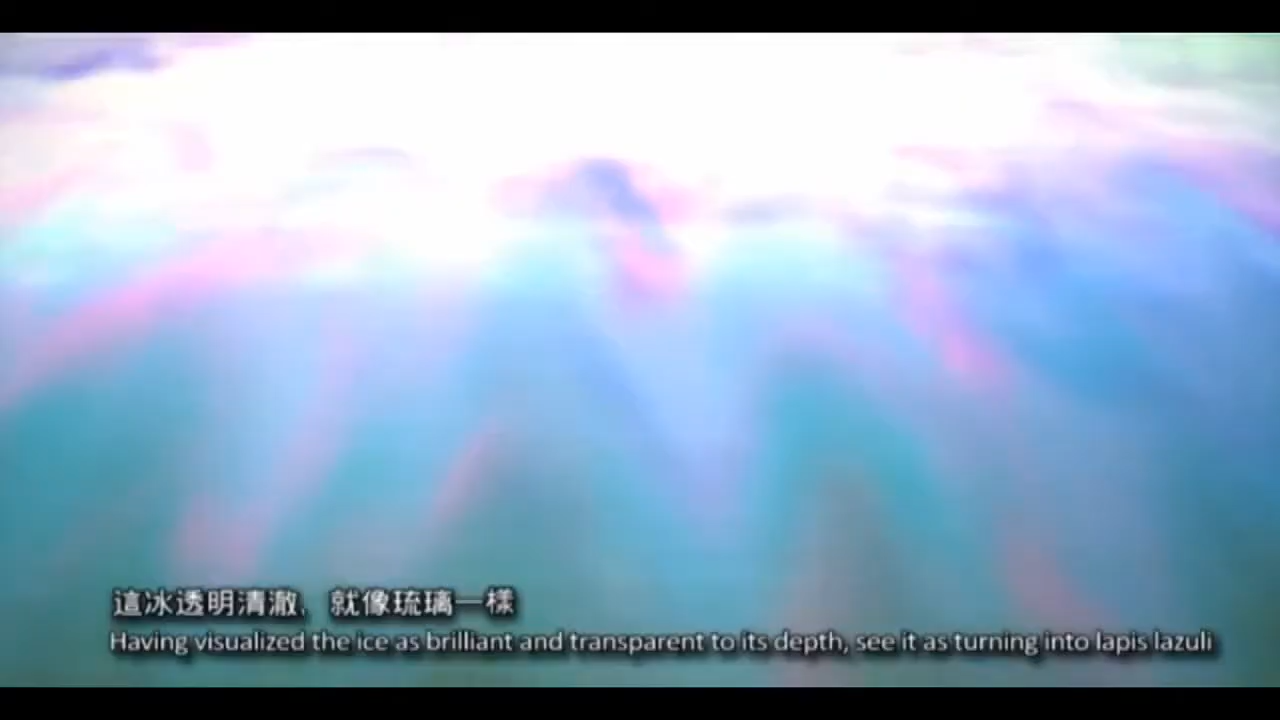 這冰透明清澈, 就像琉璃一樣
Having visualized the ice as brilliant and transparent to its depth, see it as turning into lapis lazuli